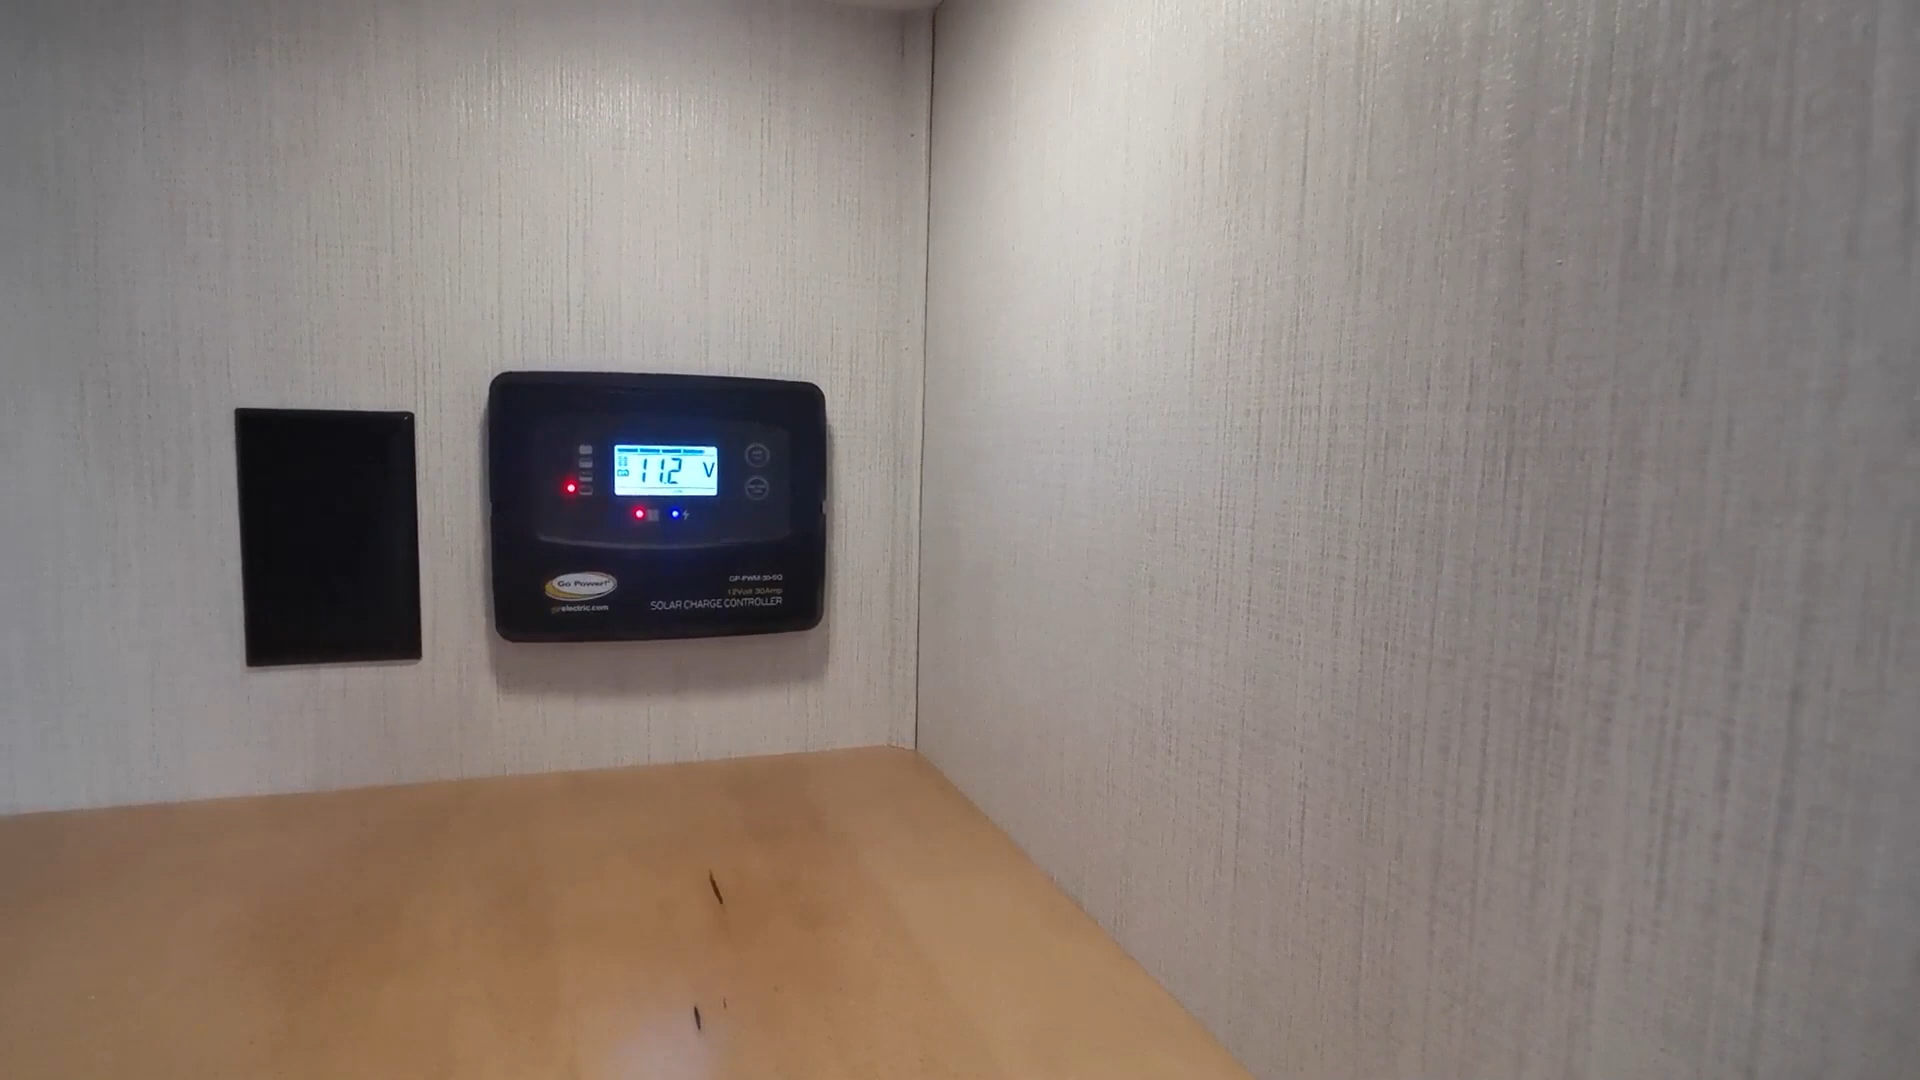 11.2 V
Go Power!
gpelectric.com
GP-PWM-30-SQ
12Volt 30Amp
SOLAR CHARGE CONTROLLER